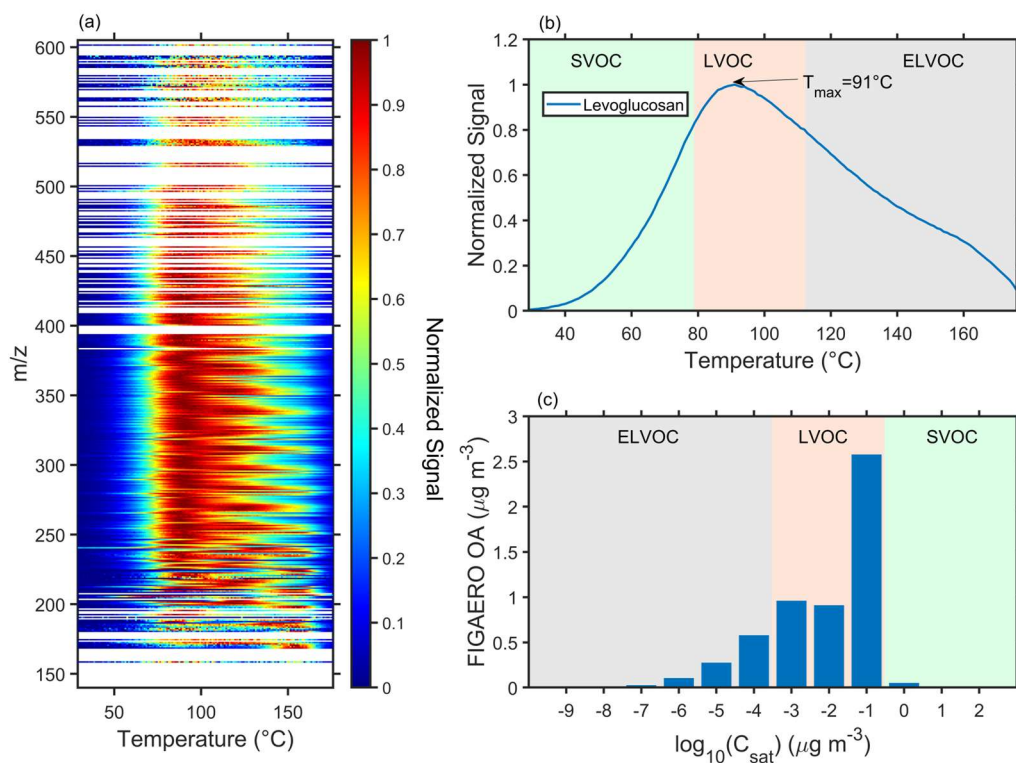 (a)
600
550
500
450
400
350
300
250
200
150
m/z
50 100 150
Temperature (°C)
1
0.9
0.8
0.7
0.6
0.5
0.4
0.3
0.2
0.1
0
Normalized Signal
(b)
1.2
1
0.8
0.6
0.4
0.2
0
Normalized Signal
SVOC LVOC ELVOC
Tmax=91°C
Levoglucosan
40 60 80 100 120 140 160
Temperature (°C)
(c)
3
2.5
2
1.5
1
0.5
0
FIGAERO OA (μg m-3)
ELVOC LVOC SVOC
-9 -8 -7 -6 -5 -4 -3 -2 -1 0 1 2
log10(Csat) (μg m-3)